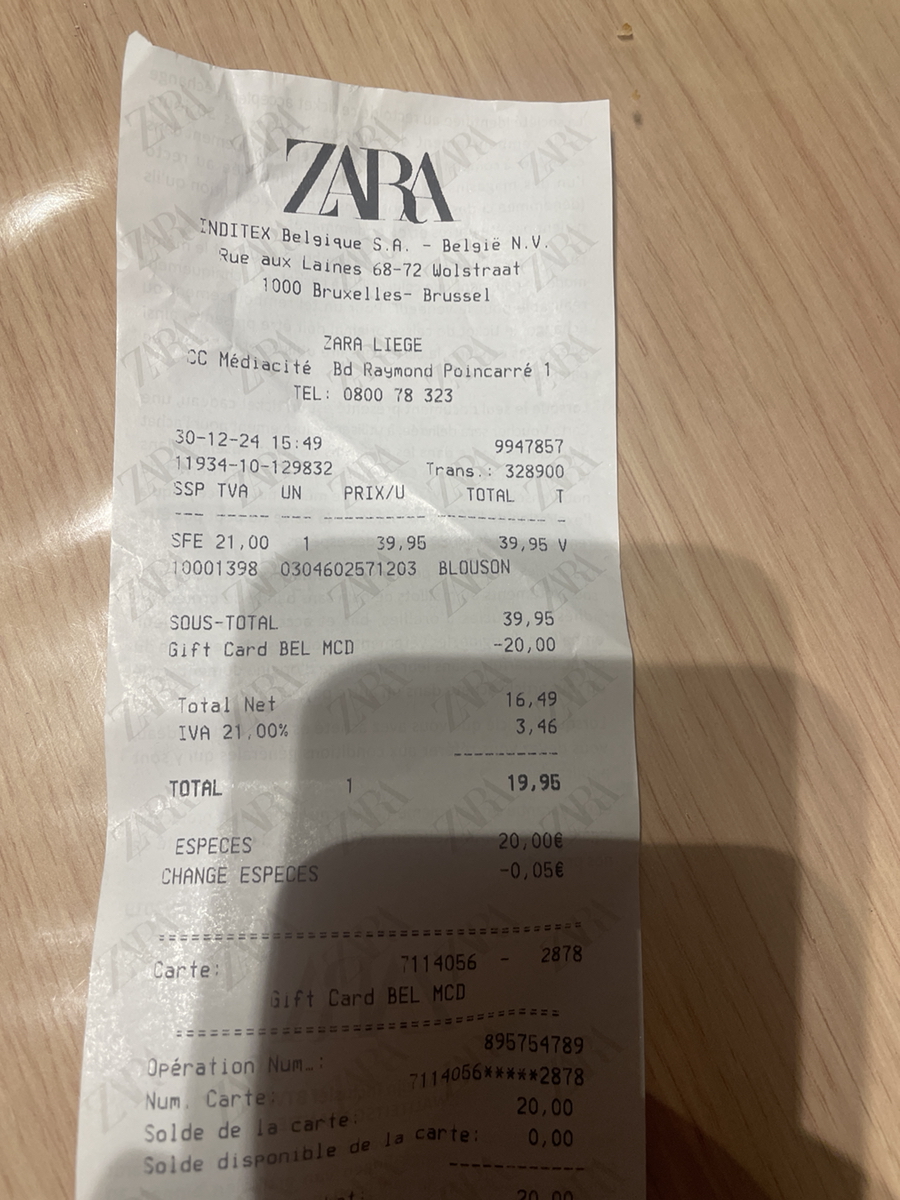 ZARA
INDITEX Belgique S.A. - België N.V.
Rue aux Laines 68-72 Wolstraat
1000 Bruxelles- Brussel
ZARA LIEGE
CC Médiacité Bd Raymond Poincarré 1
TEL: 0800 78 323
30-12-24 15:49 9947857
11934-10-129832 Trans.: 328900
SSP TVA UN PRIX/U TOTAL T
--- ----- ---- -------- ----------- -
SFE 21,00 1 39,95 39,95 V
10001398 0304602571203 BLOUSON
SOUS-TOTAL 39,95
Gift Card BEL MCD -20,00
Total Net 16,49
IVA 21,00% 3,46
-----------
TOTAL 1 19,95
ESPECES 20,00€
CHANGE ESPECES -0,05€
========================================
Carte: 7114056 - 2878
Gift Card BEL MCD
====================================
Opération Num.: 895754789
Num. Carte: 7114056*****2878
Solde de la carte: 20,00
Solde disponible de la carte: 0,00
--------------
20,00